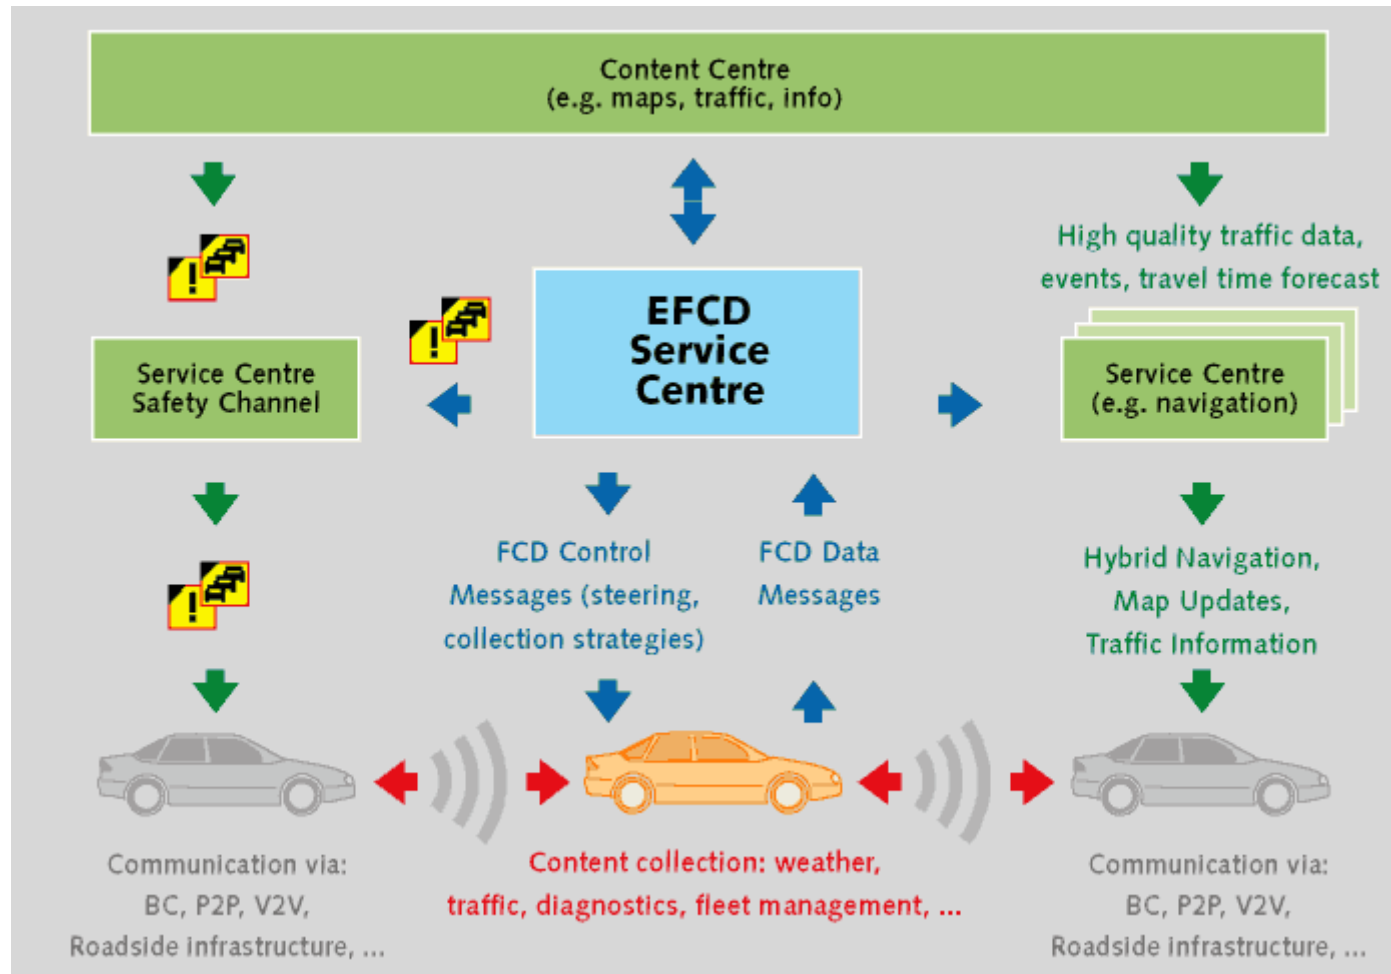 Content Centre
(e.g. maps, traffic, info)
High quality traffic data,
events, travel time forecast
!
!
EFCD
Service
Centre
Service Centre
Safety Channel
Service Centre
(e.g. navigation)
FCD Control
Messages (steering,
collection strategies)
FCD Data
Messages
Hybrid Navigation,
Map Updates,
Traffic Information
!
Communication via:
BC, P2P, V2V,
Roadside infrastructure, ...
Content collection: weather,
traffic, diagnostics, fleet management, ...
Communication via:
BC, P2P, V2V,
Roadside infrastructure, ...